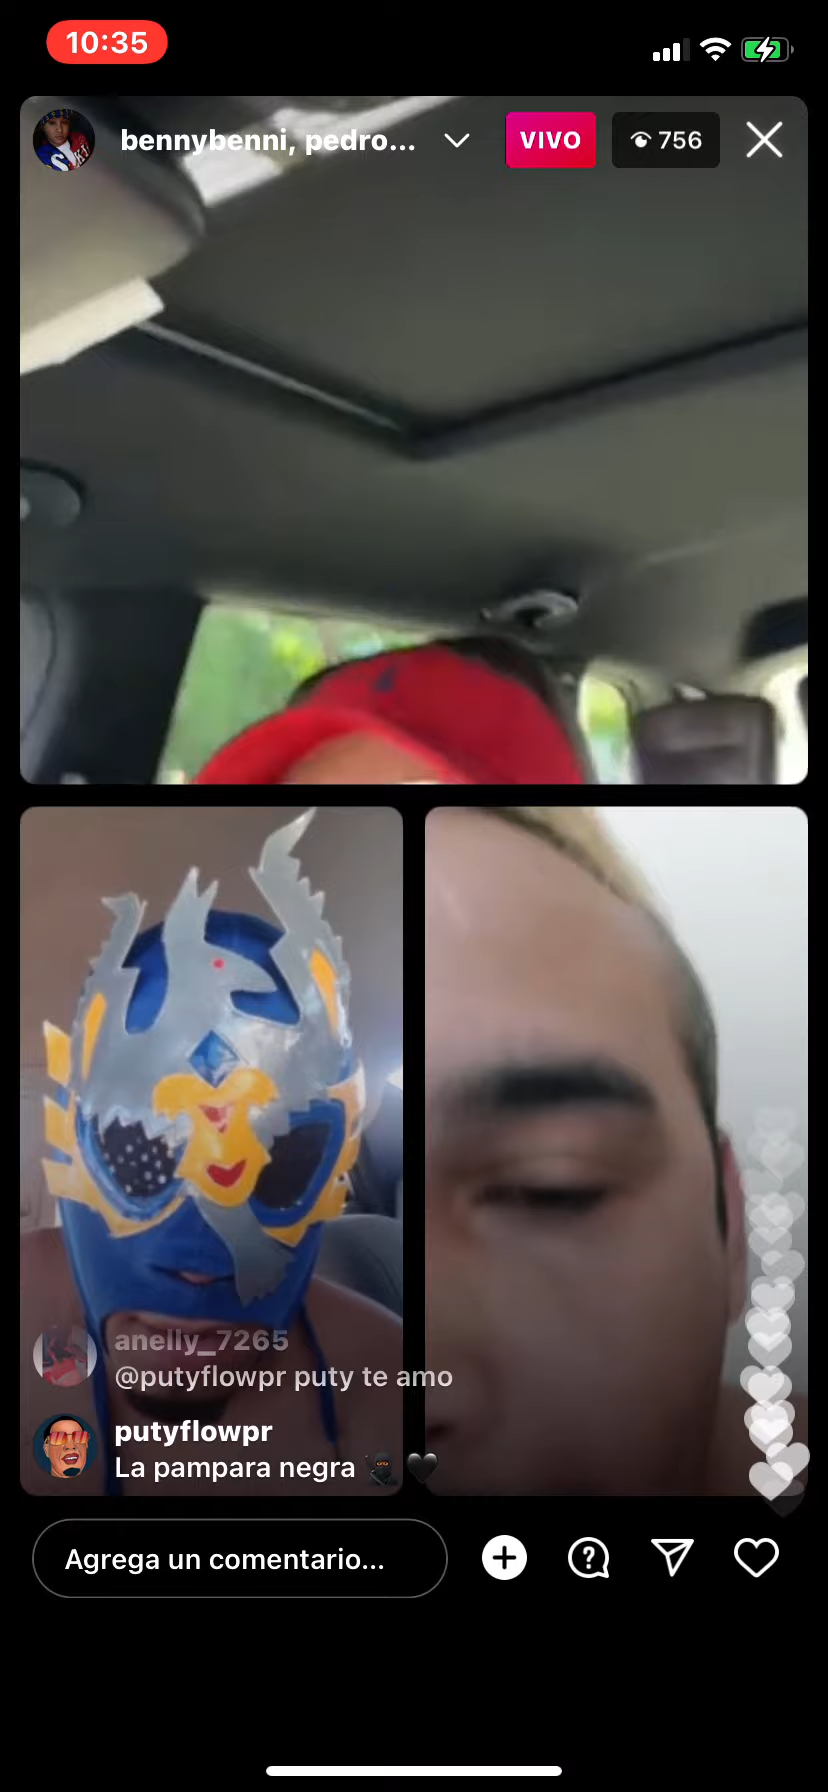 10:35
bennybenni, pedro...
VIVO
756
anelly_7265
@putyflowpr puty te amo
putyflowpr
La pampara negra 🥷 🖤
Agrega un comentario...